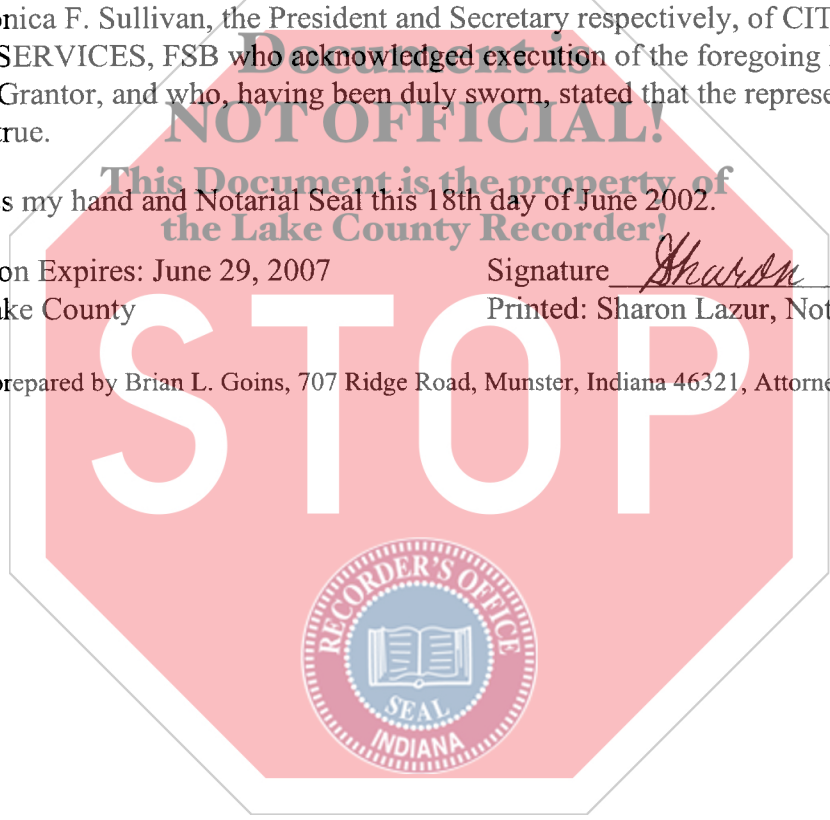 nica F. Sullivan, the President and Secretary respectively, of CIT
SERVICES, FSB who acknowledged execution of the foregoing
Document is
Grantor, and who, having been duly sworn, stated that the represe
NOT OFFICIAL!
true.
This Document is the property of
s my hand and Notarial Seal this 18th day of June 2002.
the Lake County Recorder!
on Expires: June 29, 2007 Signature Sharon
ke County Printed: Sharon Lazur, Not
prepared by Brian L. Goins, 707 Ridge Road, Munster, Indiana 46321, Attorne
STOP
RECORDER'S OFFICE
SEAL
INDIANA